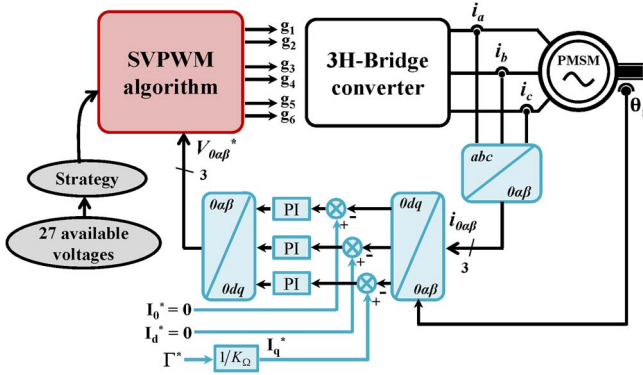 SVPWM
algorithm
g1
g2
g3
g4
g5
g6
3H-Bridge
converter
ia
ib
ic
PMSM
θ
abc
0αβ
V0αβ*
3
Strategy
27 available
voltages
0αβ
0dq
PI
PI
PI
+
-
+
-
+
-
0dq
0αβ
i0αβ
3
I0* = 0
Id* = 0
Γ*
1/KΩ
Iq*